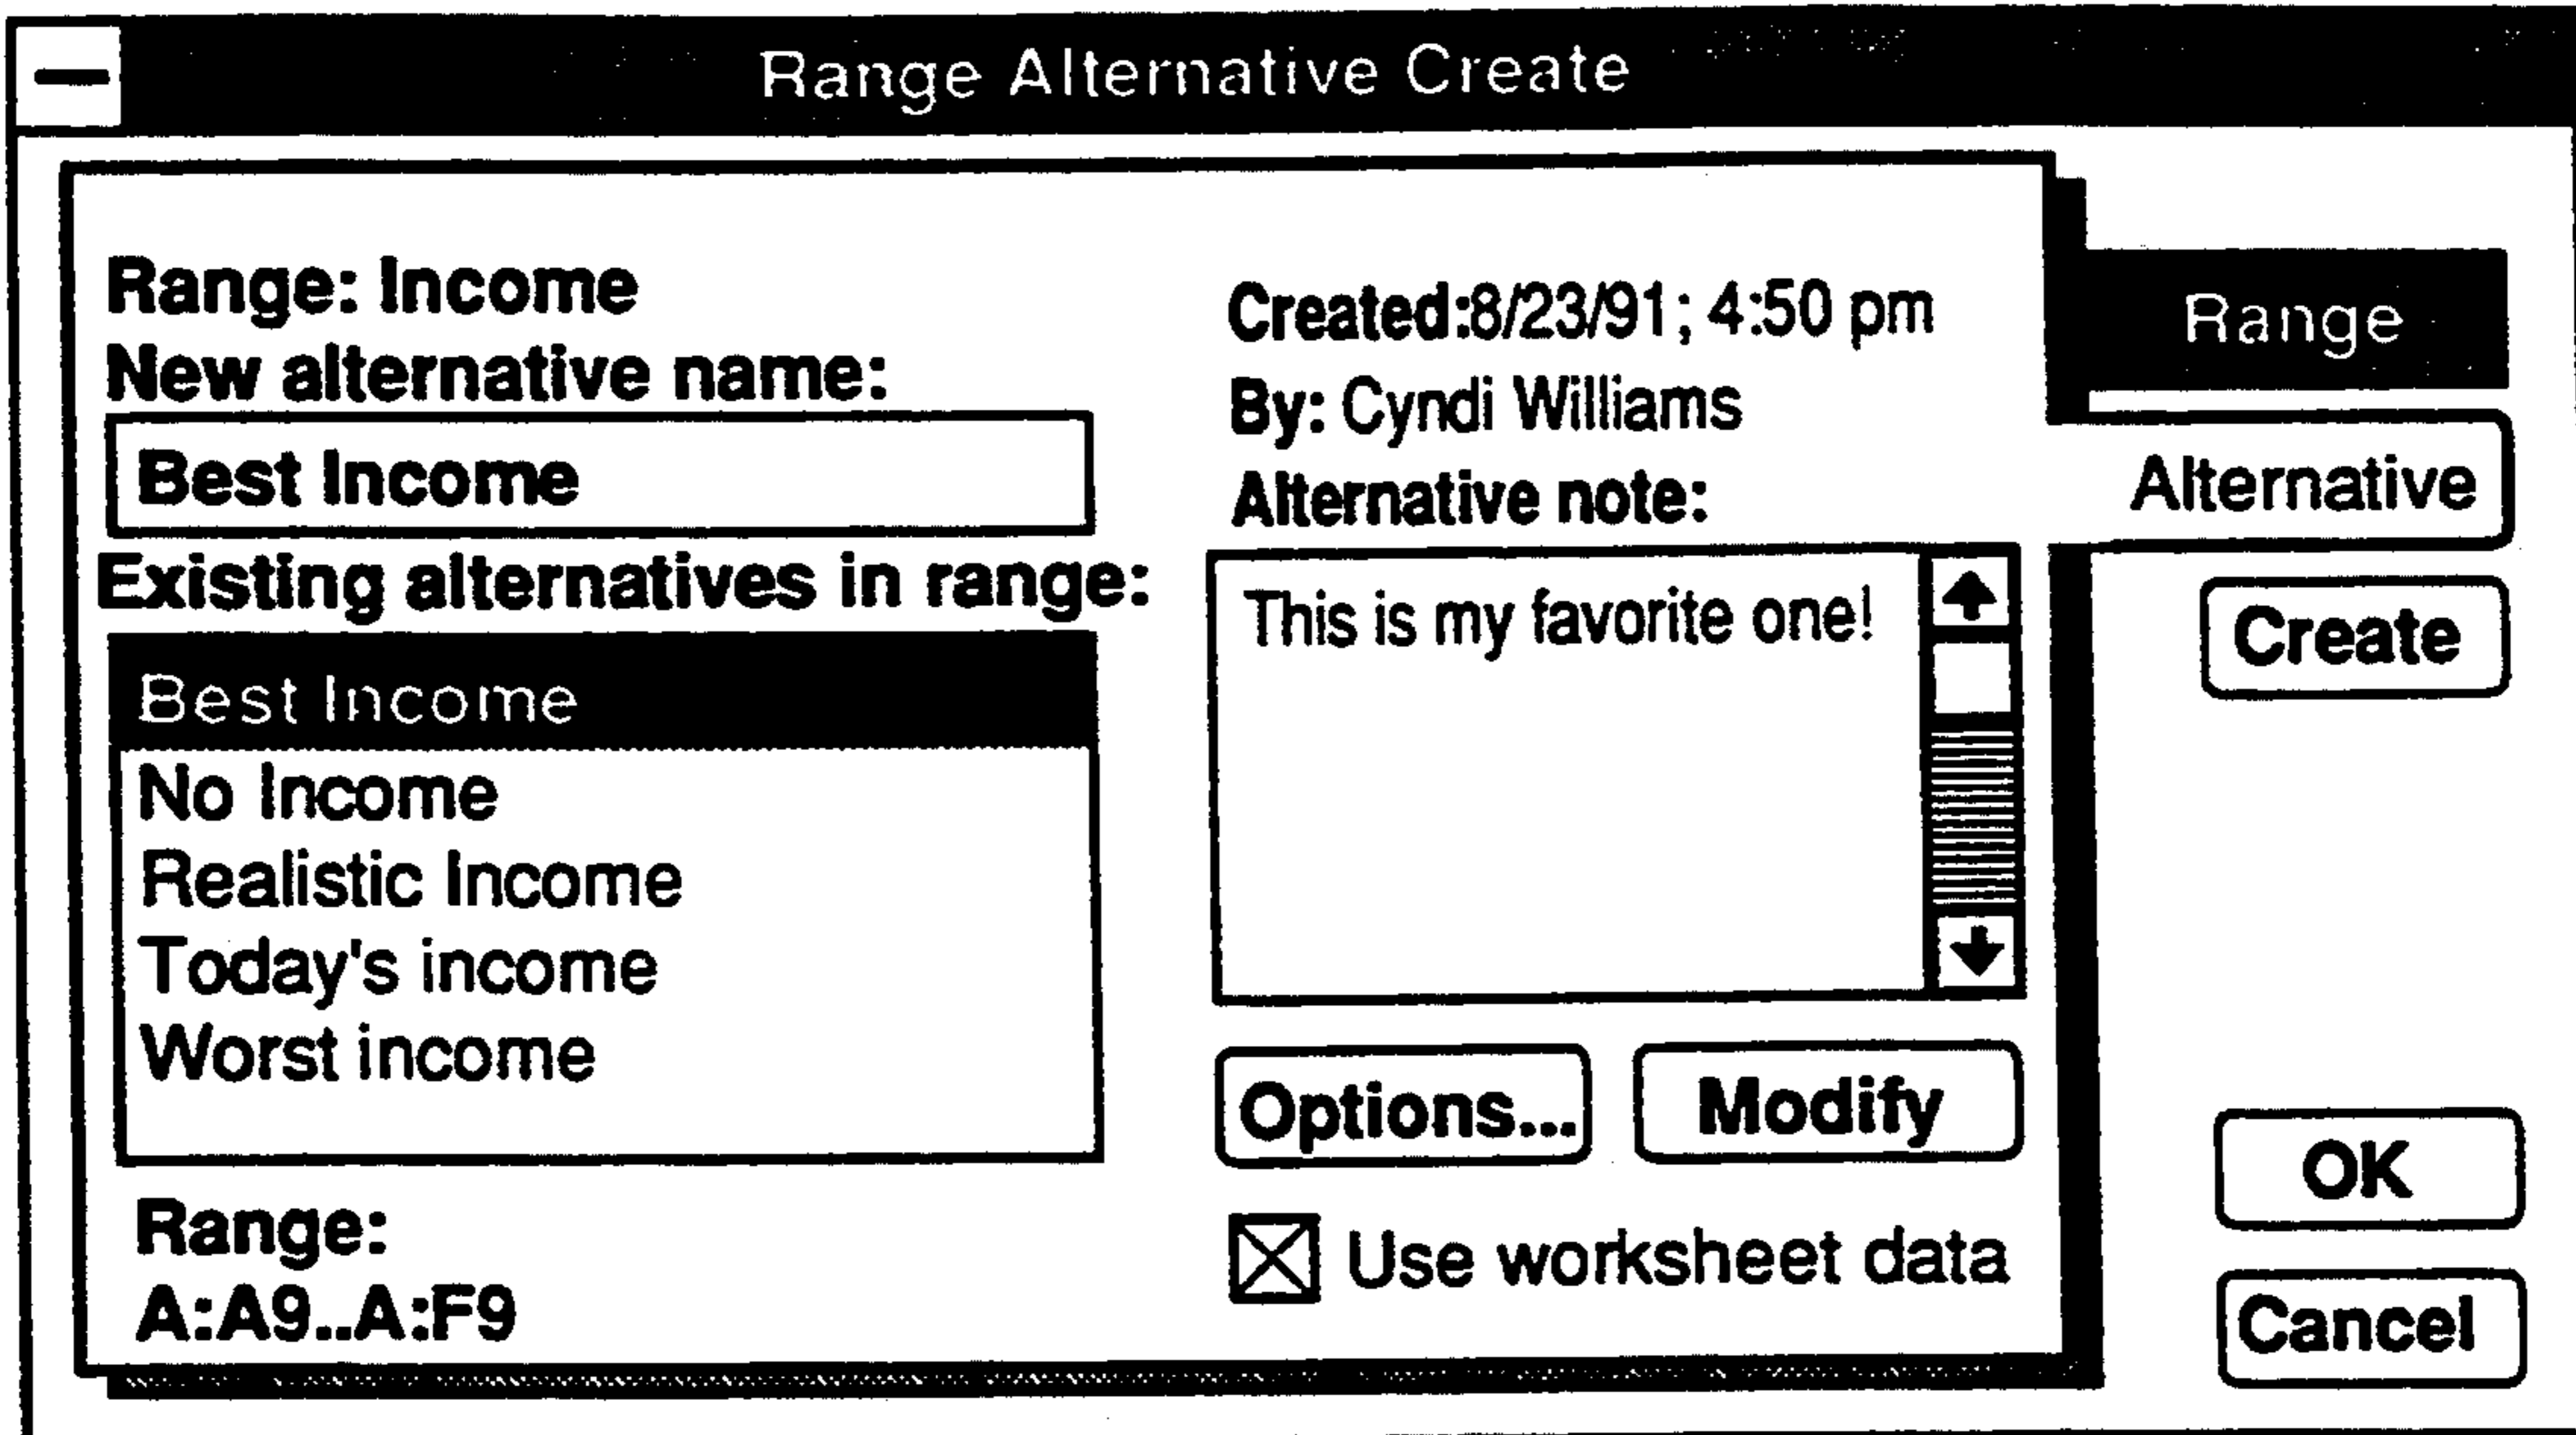 Range Alternative Create
Range: Income
New alternative name:
Best Income
Existing alternatives in range:
Best Income
No Income
Realistic Income
Today's income
Worst income
Range:
A:A9..A:F9
Created:8/23/91; 4:50 pm
By: Cyndi Williams
Alternative note:
This is my favorite one!
Options...
Modify
Use worksheet data
Range
Alternative
Create
OK
Cancel